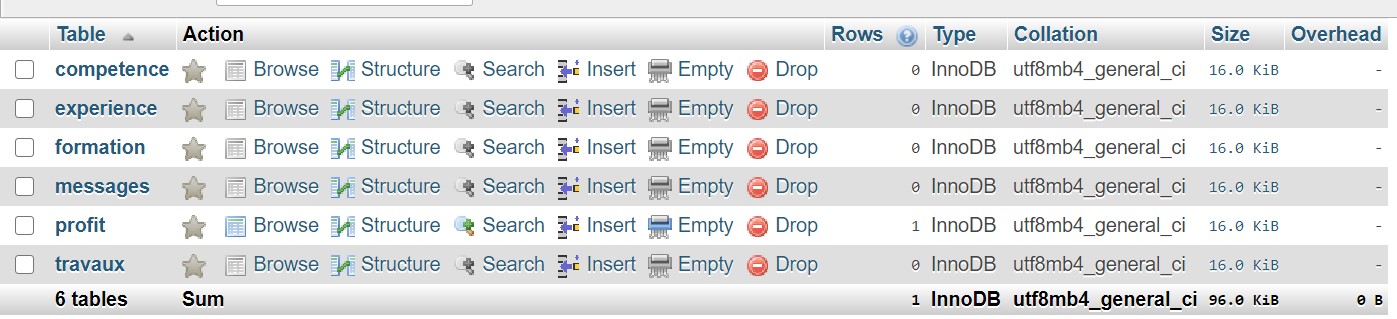 Table Action Rows Type Collation Size Overhead
competence Browse Structure Search Insert Empty Drop 0 InnoDB utf8mb4_general_ci 16.0 KiB -
experience Browse Structure Search Insert Empty Drop 0 InnoDB utf8mb4_general_ci 16.0 KiB -
formation Browse Structure Search Insert Empty Drop 0 InnoDB utf8mb4_general_ci 16.0 KiB -
messages Browse Structure Search Insert Empty Drop 0 InnoDB utf8mb4_general_ci 16.0 KiB -
profit Browse Structure Search Insert Empty Drop 1 InnoDB utf8mb4_general_ci 16.0 KiB -
travaux Browse Structure Search Insert Empty Drop 0 InnoDB utf8mb4_general_ci 16.0 KiB -
6 tables Sum 1 InnoDB utf8mb4_general_ci 96.0 KiB 0 B